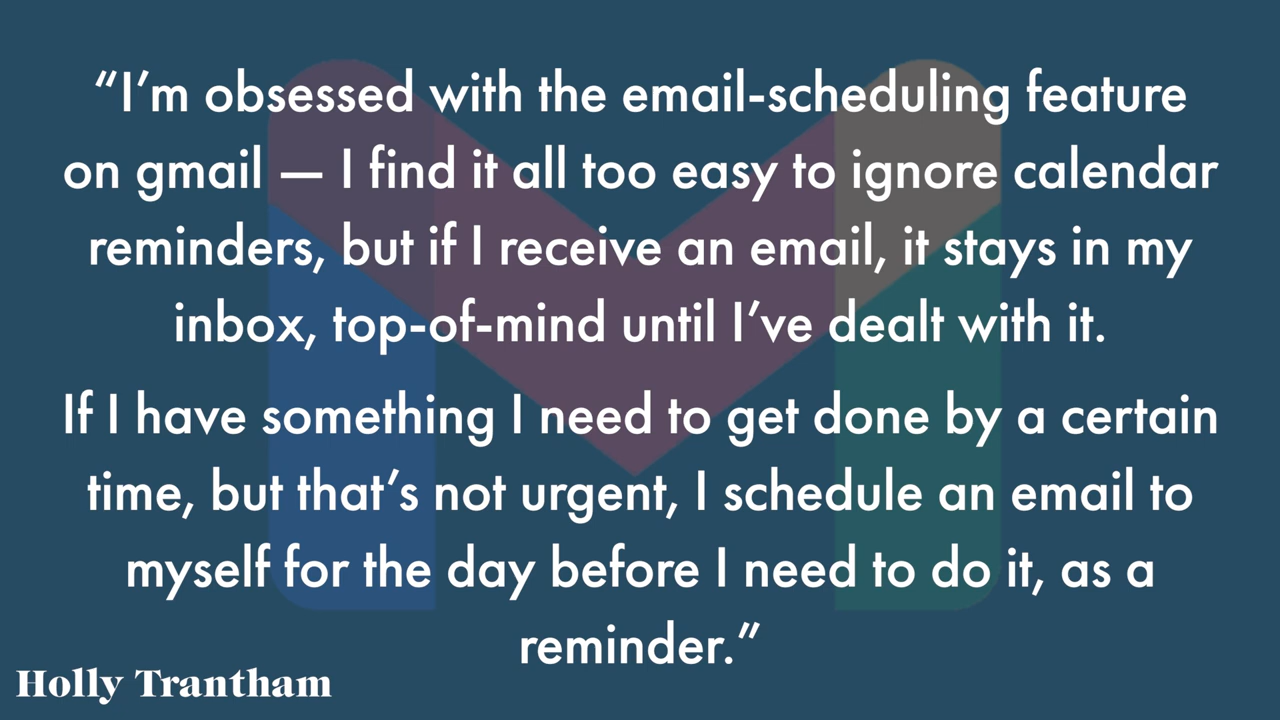 “I’m obsessed with the email-scheduling feature
on gmail — I find it all too easy to ignore calendar
reminders, but if I receive an email, it stays in my
inbox, top-of-mind until I’ve dealt with it.
If I have something I need to get done by a certain
time, but that’s not urgent, I schedule an email to
myself for the day before I need to do it, as a
reminder.”
Holly Trantham